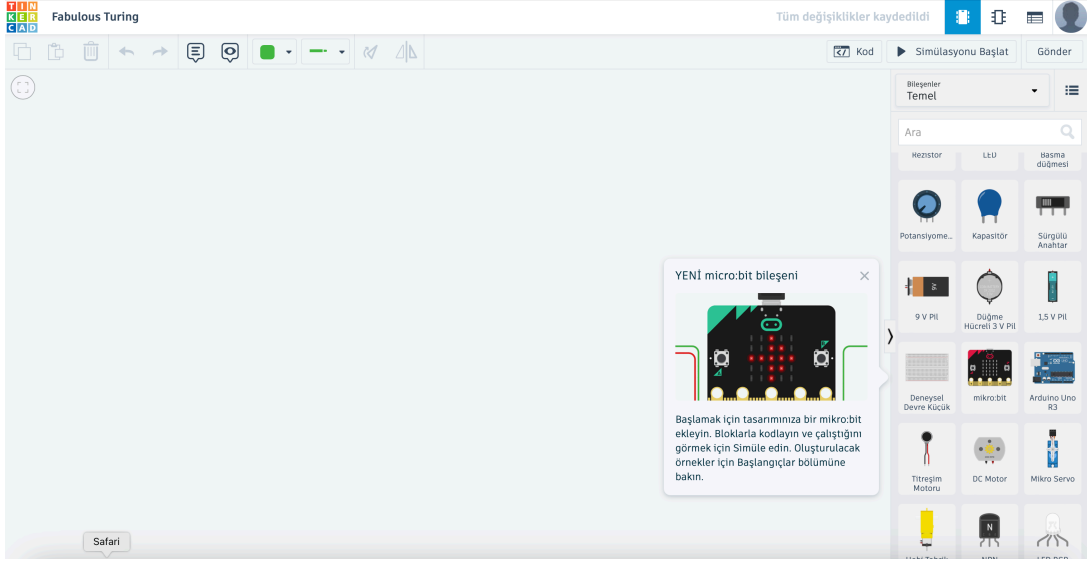 TIN
KER
CAD
Fabulous Turing
Tüm değişiklikler kaydedildi
Kod
Simülasyonu Başlat
Gönder
Bileşenler
Temel
Ara
Rezistör
LED
Basma
düğmesi
Potansiyome...
Kapasitör
Sürgülü
Anahtar
9V
9 V Pil
Düğme
Hücreli 3 V Pil
1,5 V Pil
YENİ micro:bit bileşeni
Başlamak için tasarımınıza bir mikro:bit
ekleyin. Bloklarla kodlayın ve çalıştığını
görmek için Simüle edin. Oluşturulacak
örnekler için Başlangıçlar bölümüne
bakın.
Deneysel
Devre Küçük
mikro:bit
Arduino Uno
R3
Titreşim
Motoru
DC Motor
Mikro Servo
N
Safari